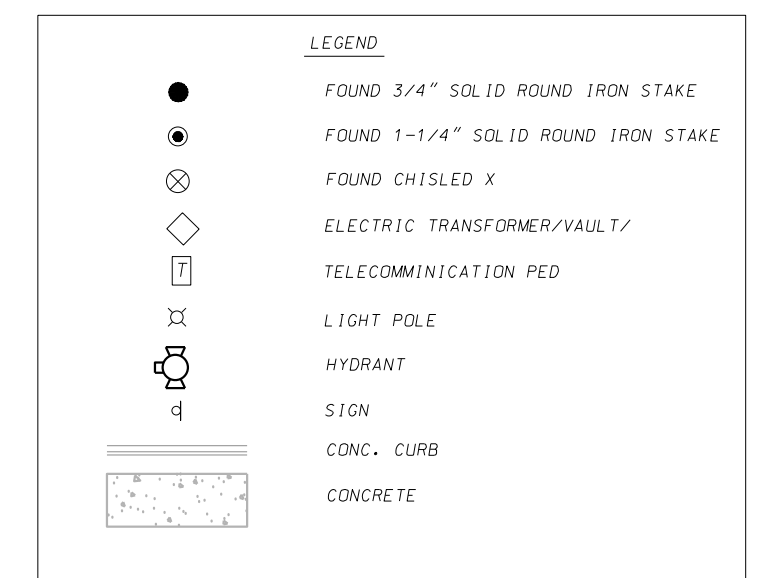 LEGEND
FOUND 3/4" SOLID ROUND IRON STAKE
FOUND 1-1/4" SOLID ROUND IRON STAKE
FOUND CHISLED X
ELECTRIC TRANSFORMER/VAULT/
T TELECOMMINICATION PED
LIGHT POLE
HYDRANT
SIGN
CONC. CURB
CONCRETE